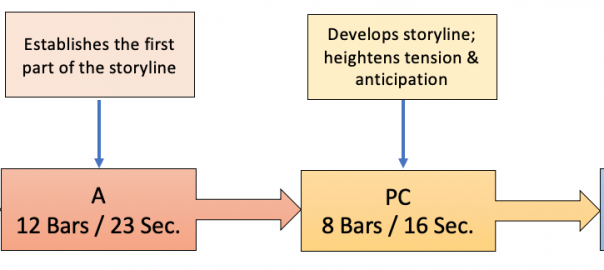 Establishes the first
part of the storyline
Develops storyline;
heightens tension &
anticipation
A
12 Bars / 23 Sec.
PC
8 Bars / 16 Sec.